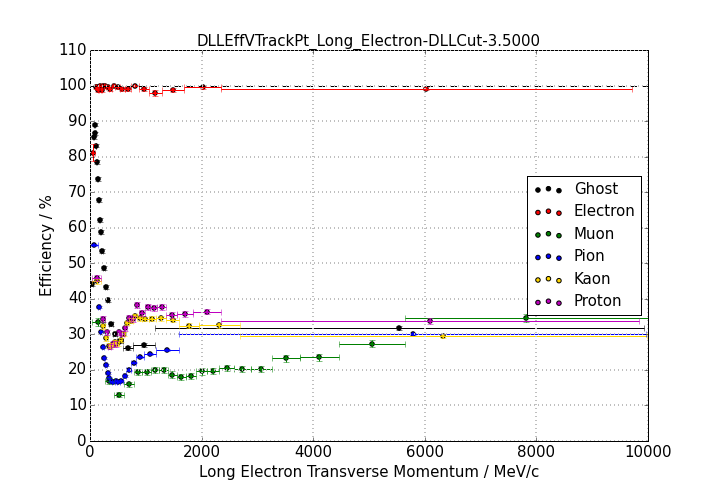 DLLEffVTrackPt_Long_Electron-DLLCut-3.5000
110
100
90
80
70
60
50
40
30
20
10
0
Efficiency / %
Ghost
Electron
Muon
Pion
Kaon
Proton
0 2000 4000 6000 8000 10000
Long Electron Transverse Momentum / MeV/c